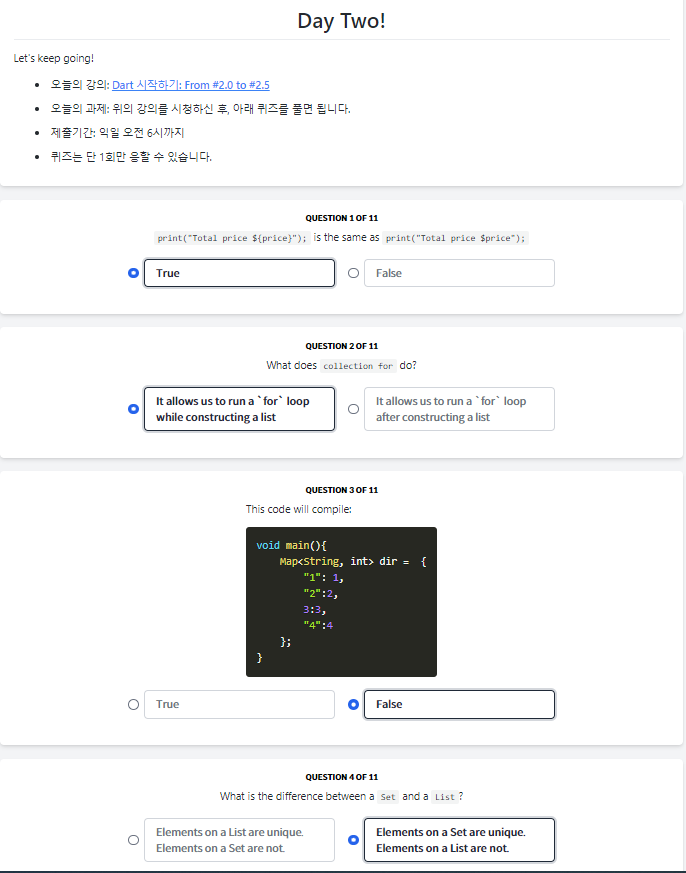 Day Two!
Let's keep going!
오늘의 강의: Dart 시작하기: From #2.0 to #2.5
오늘의 과제: 위의 강의를 시청하신 후, 아래 퀴즈를 풀면 됩니다.
제출기간: 익일 오전 6시까지
퀴즈는 단 1회만 응할 수 있습니다.
QUESTION 1 OF 11
print("Total price ${price}"); is the same as print("Total price $price");
True
False
QUESTION 2 OF 11
What does collection for do?
It allows us to run a `for` loop
while constructing a list
It allows us to run a `for` loop
after constructing a list
QUESTION 3 OF 11
This code will compile:
void main(){
Map<String, int> dir = {
"1": 1,
"2":2,
3:3,
"4":4
};
}
True
False
QUESTION 4 OF 11
What is the difference between a Set and a List ?
Elements on a List are unique.
Elements on a Set are not.
Elements on a Set are unique.
Elements on a List are not.